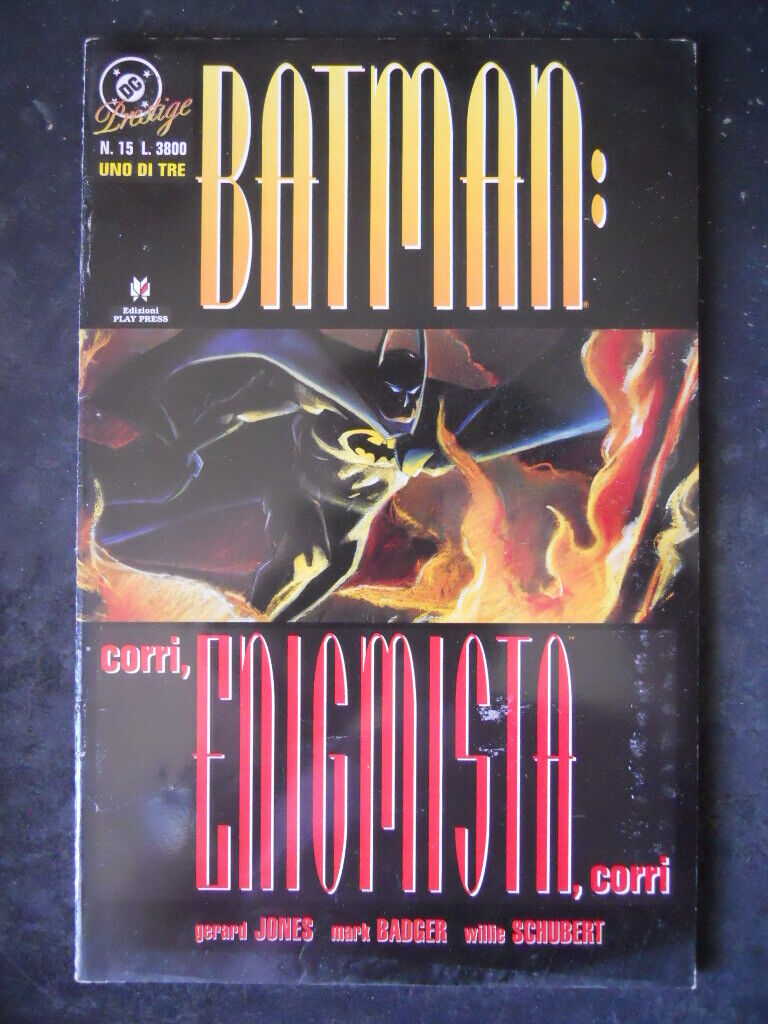 DC
Prestige
N. 15 L. 3800
UNO DI TRE
BATMAN:
Edizioni
PLAY PRESS
corri,
ENIGMISTA
, corri
gerard JONES mark BADGER willie SCHUBERT